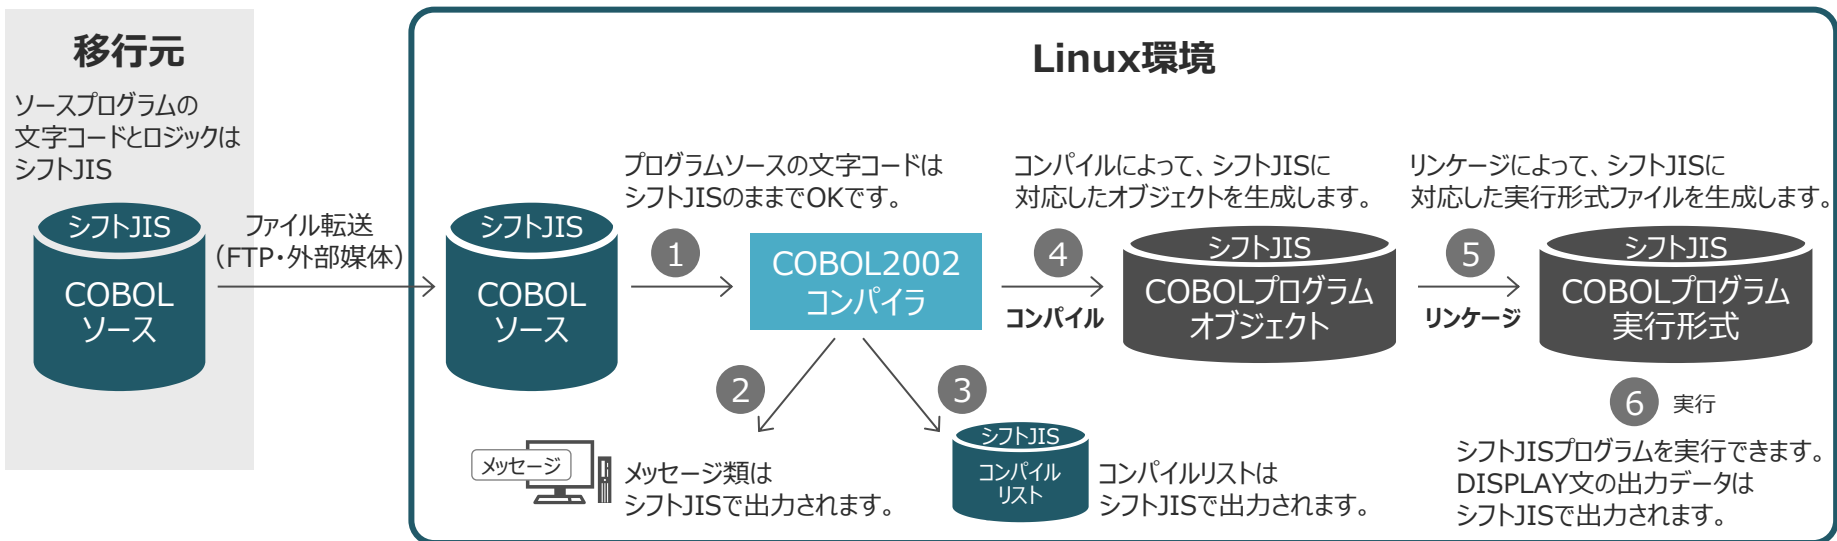 移行元
ソースプログラムの
文字コードとロジックは
シフトJIS
シフトJIS
COBOL
ソース
ファイル転送
（FTP・外部媒体）
Linux環境
シフトJIS
COBOL
ソース
プログラムソースの文字コードは
シフトJISのままでOKです。
1
COBOL2002
コンパイラ
2
メッセージ
メッセージ類は
シフトJISで出力されます。
3
シフトJIS
コンパイル
リスト
コンパイルリストは
シフトJISで出力されます。
コンパイルによって、シフトJISに
対応したオブジェクトを生成します。
4
コンパイル
シフトJIS
COBOLプログラム
オブジェクト
リンケージによって、シフトJISに
対応した実行形式ファイルを生成します。
5
リンケージ
シフトJIS
COBOLプログラム
実行形式
6 実行
シフトJISプログラムを実行できます。
DISPLAY文の出力データは
シフトJISで出力されます。